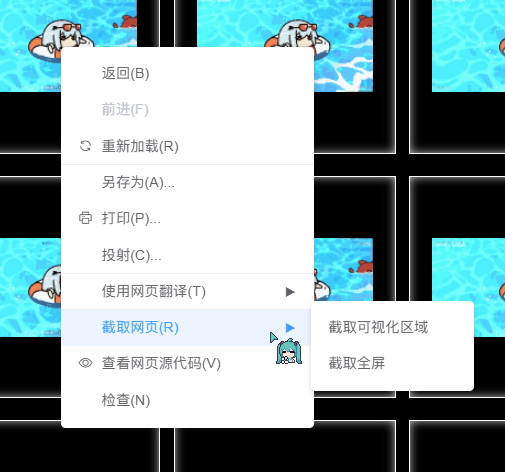 返回(B)
前进(F)
重新加载(R)
另存为(A)...
打印(P)...
投射(C)...
使用网页翻译(T)
截取网页(R)
截取可视化区域
查看网页源代码(V)
截取全屏
检查(N)